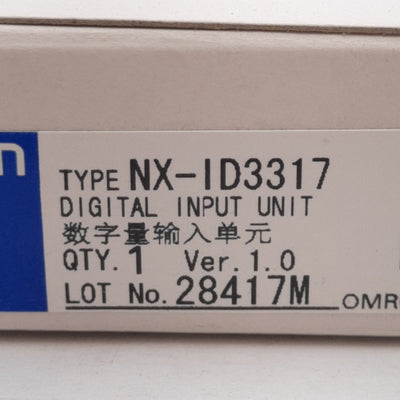 TYPE NX-ID3317
DIGITAL INPUT UNIT
数字量输入单元
QTY. 1 Ver.1.0
LOT No. 28417M